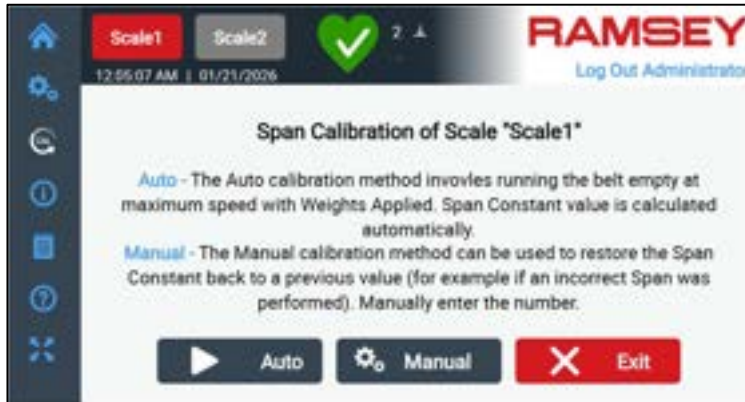 Scale1 Scale2 2 RAMSEY
12:05:07 AM | 01/21/2026 Log Out Administrator
Span Calibration of Scale "Scale1"
Auto - The Auto calibration method invovles running the belt empty at
maximum speed with Weights Applied. Span Constant value is calculated
automatically.
Manual - The Manual calibration method can be used to restore the Span
Constant back to a previous value (for example if an incorrect Span was
performed). Manually enter the number.
Auto Manual Exit